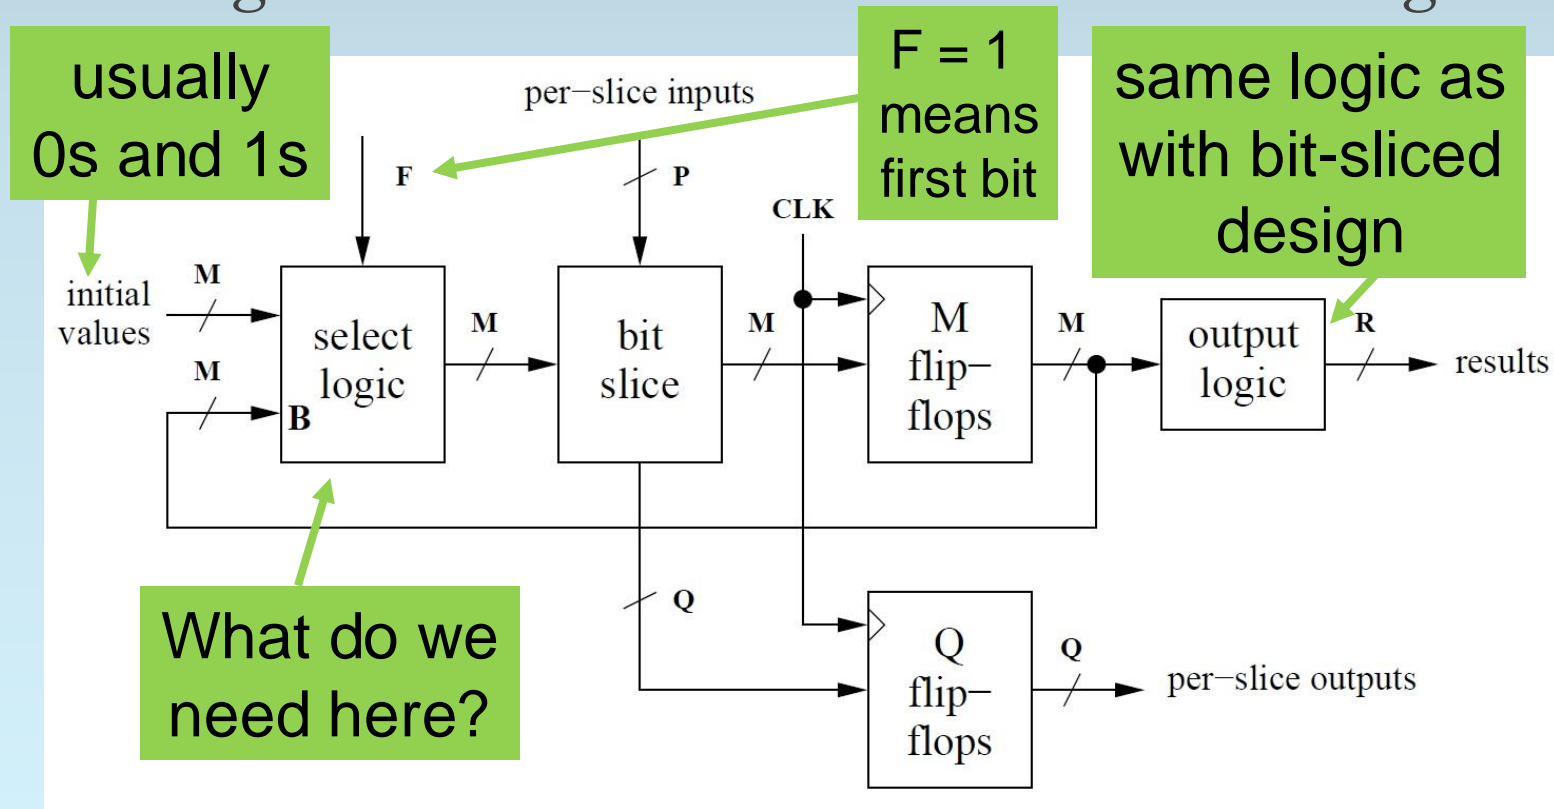 usually
0s and 1s
per−slice inputs
F = 1
means
first bit
same logic as
with bit-sliced
design
F
P
CLK
initial
values
M
M
select
logic
B
M
bit
slice
M
M
flip−
flops
M
output
logic
R
results
What do we
need here?
Q
Q
flip−
flops
Q
per−slice outputs